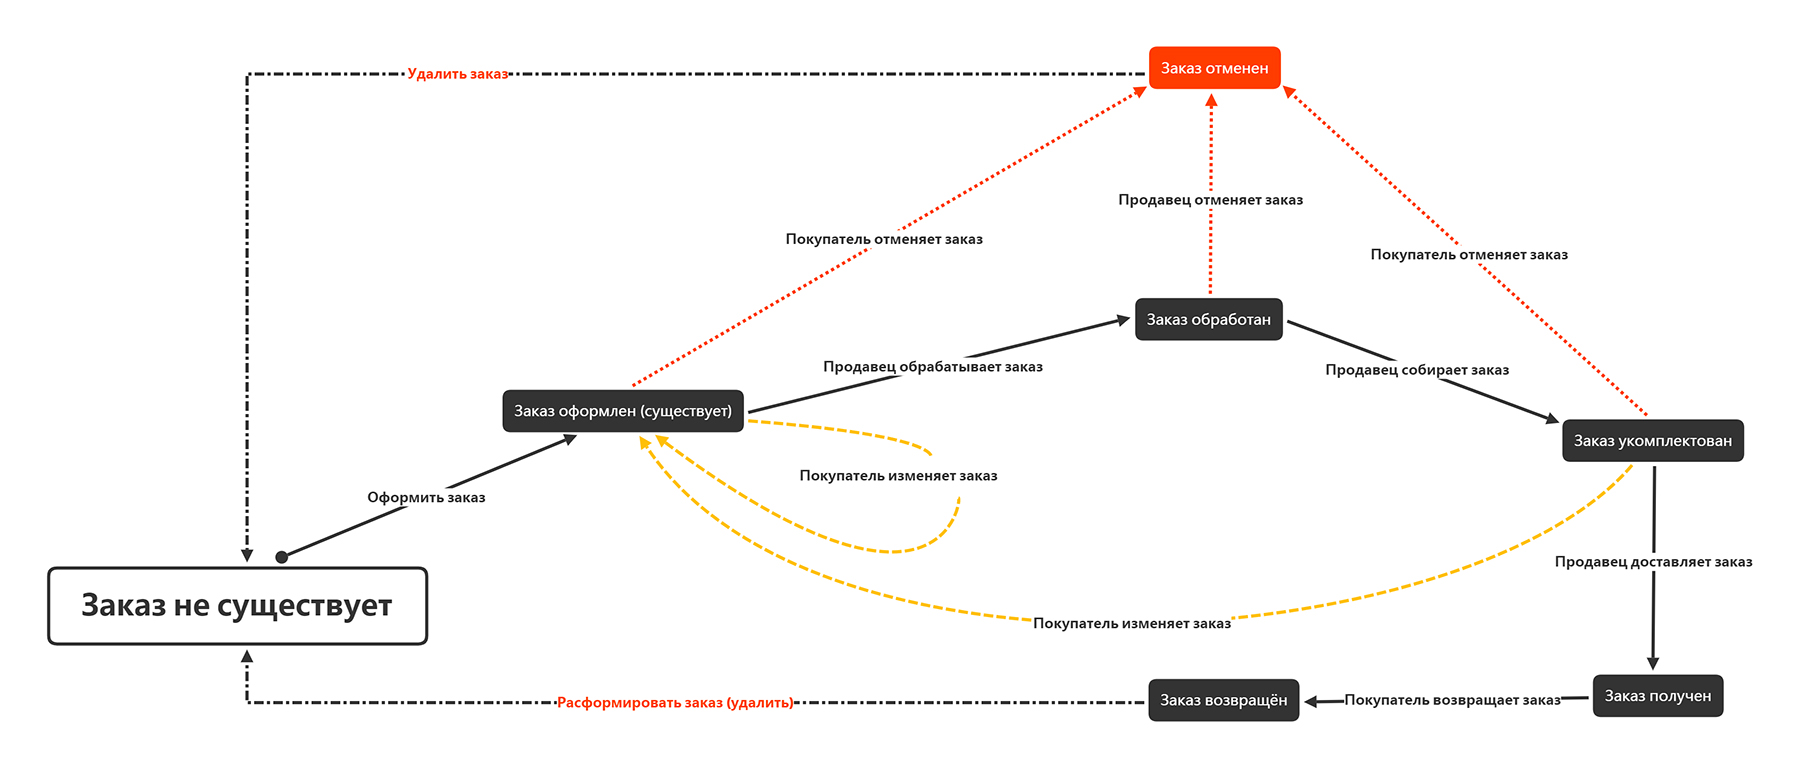 Заказ отменен
Удалить заказ
Продавец отменяет заказ
Покупатель отменяет заказ
Покупатель отменяет заказ
Заказ обработан
Продавец обрабатывает заказ
Продавец собирает заказ
Заказ оформлен (существует)
Заказ укомплектован
Покупатель изменяет заказ
Оформить заказ
Продавец доставляет заказ
Заказ не существует
Покупатель изменяет заказ
Заказ получен
Покупатель возвращает заказ
Заказ возвращён
Расформировать заказ (удалить)